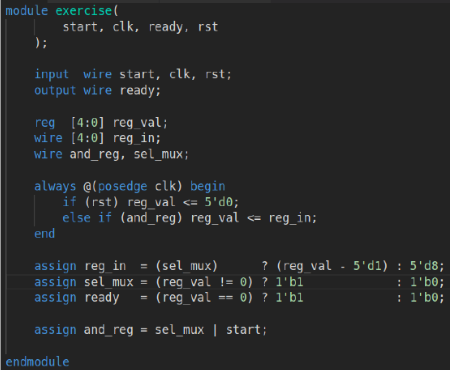 module exercise(
        start, clk, ready, rst
    );

    input  wire start, clk, rst;
    output wire ready;

    reg  [4:0] reg_val;
    wire [4:0] reg_in;
    wire and_reg, sel_mux;

    always @(posedge clk) begin
        if (rst) reg_val <= 5'd0;
        else if (and_reg) reg_val <= reg_in;
    end

    assign reg_in  = (sel_mux)      ? (reg_val - 5'd1) : 5'd8;
    assign sel_mux = (reg_val != 0) ? 1'b1             : 1'b0;
    assign ready   = (reg_val == 0) ? 1'b1             : 1'b0;

    assign and_reg = sel_mux | start;

endmodule